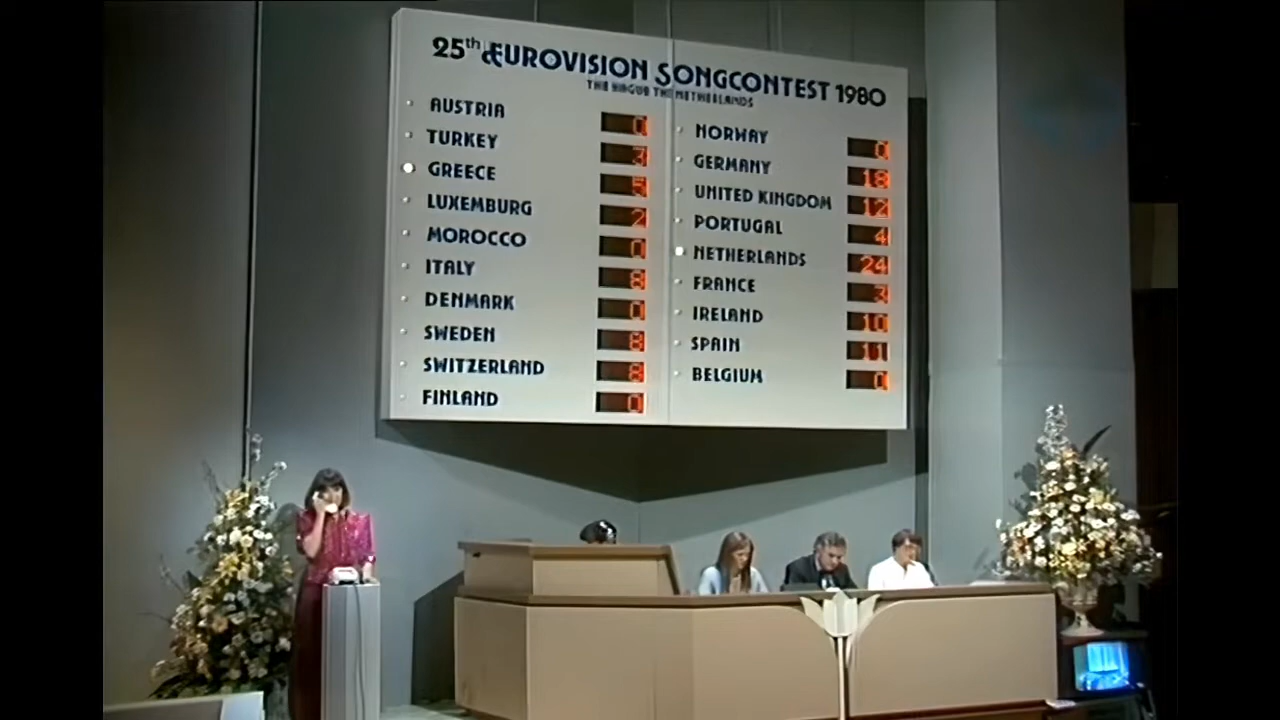 25th EUROVISION SONGCONTEST 1980
THE HAGUE THE NETHERLANDS
AUSTRIA 0
TURKEY 3
GREECE 5
LUXEMBURG 2
MOROCCO 0
ITALY 8
DENMARK 0
SWEDEN 8
SWITZERLAND 8
FINLAND 0
NORWAY 0
GERMANY 18
UNITED KINGDOM 12
PORTUGAL 4
NETHERLANDS 24
FRANCE 3
IRELAND 10
SPAIN 11
BELGIUM 0